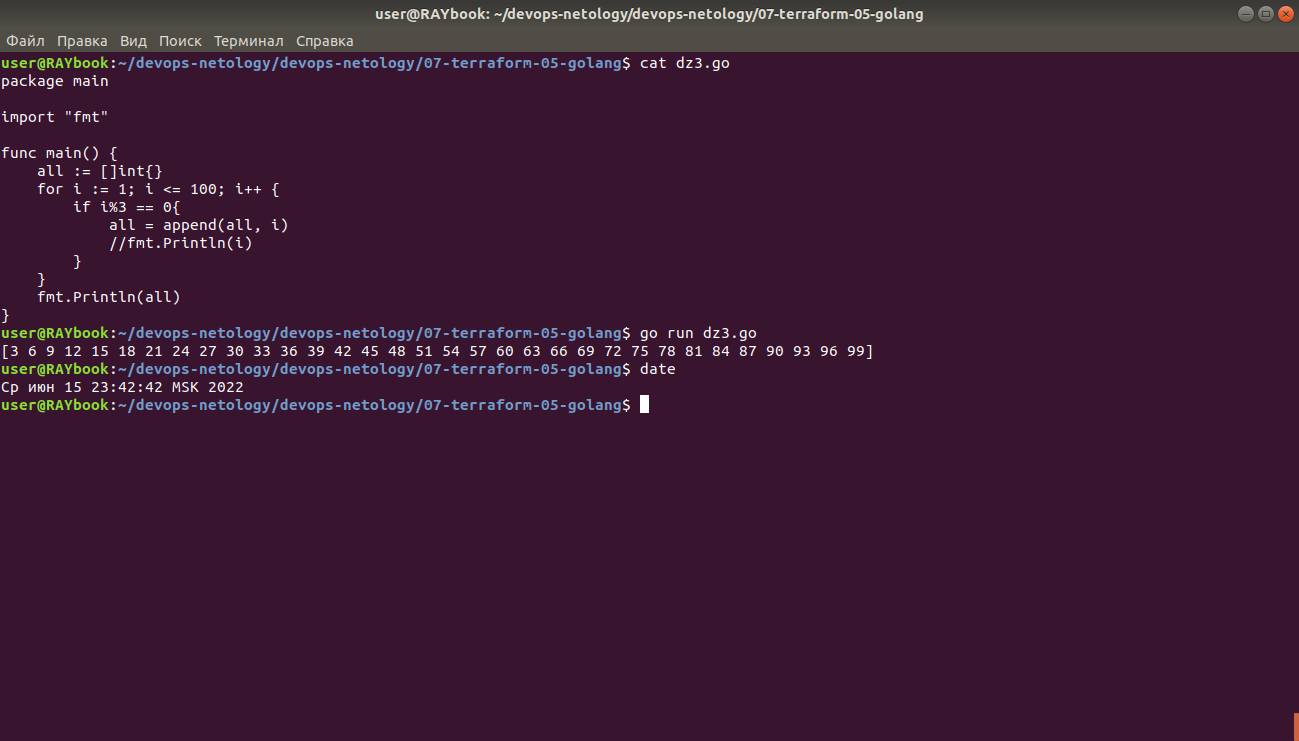 user@RAYbook: ~/devops-netology/devops-netology/07-terraform-05-golang
Файл Правка Вид Поиск Терминал Справка
user@RAYbook:~/devops-netology/devops-netology/07-terraform-05-golang$ cat dz3.go
package main

import "fmt"

func main() {
    all := []int{}
    for i := 1; i <= 100; i++ {
        if i%3 == 0{
            all = append(all, i)
            //fmt.Println(i)
        }
    }
    fmt.Println(all)
}
user@RAYbook:~/devops-netology/devops-netology/07-terraform-05-golang$ go run dz3.go
[3 6 9 12 15 18 21 24 27 30 33 36 39 42 45 48 51 54 57 60 63 66 69 72 75 78 81 84 87 90 93 96 99]
user@RAYbook:~/devops-netology/devops-netology/07-terraform-05-golang$ date
Ср июн 15 23:42:42 MSK 2022
user@RAYbook:~/devops-netology/devops-netology/07-terraform-05-golang$